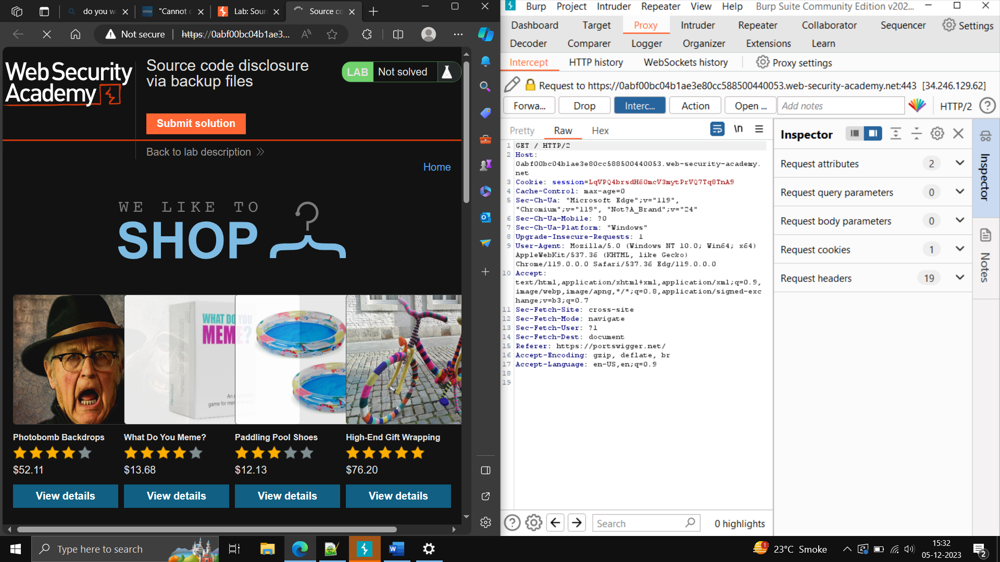 do you w
"Cannot
Lab: Sour
Source co
Not secure
https://0abf00bc04b1ae3...
Web Security
Academy
Source code disclosure
via backup files
LAB
Not solved
Submit solution
Back to lab description
Home
WE LIKE TO
SHOP
WHAT DO YOU
MEME?
Photobomb Backdrops
What Do You Meme?
Paddling Pool Shoes
High-End Gift Wrapping
$52.11
$13.68
$12.13
$76.20
View details
View details
View details
View details
Burp Project Intruder Repeater View Help Burp Suite Community Edition v202...
Dashboard Target Proxy Intruder Repeater Collaborator Sequencer Settings
Decoder Comparer Logger Organizer Extensions Learn
Intercept HTTP history WebSockets history Proxy settings
Request to https://0abf00bc04b1ae3e80cc588500440053.web-security-academy.net:443 [34.246.129.62]
Forwa... Drop Interc... Action Open ... Add notes HTTP/2
Pretty Raw Hex \n
1 GET / HTTP/2
2 Host:
0abf00bc04b1ae3e80cc588500440053.web-security-academy.
net
3 Cookie: session=LqVPQ4brsdH60mcV3mytPrVQ7Tq8TnA9
4 Cache-Control: max-age=0
5 Sec-Ch-Ua: "Microsoft Edge";v="119",
"Chromium";v="119", "Not?A_Brand";v="24"
6 Sec-Ch-Ua-Mobile: ?0
7 Sec-Ch-Ua-Platform: "Windows"
8 Upgrade-Insecure-Requests: 1
9 User-Agent: Mozilla/5.0 (Windows NT 10.0; Win64; x64)
AppleWebKit/537.36 (KHTML, like Gecko)
Chrome/119.0.0.0 Safari/537.36 Edg/119.0.0.0
10 Accept:
text/html,application/xhtml+xml,application/xml;q=0.9,
image/webp,image/apng,*/*;q=0.8,application/signed-exc
hange;v=b3;q=0.7
11 Sec-Fetch-Site: cross-site
12 Sec-Fetch-Mode: navigate
13 Sec-Fetch-User: ?1
14 Sec-Fetch-Dest: document
15 Referer: https://portswigger.net/
16 Accept-Encoding: gzip, deflate, br
17 Accept-Language: en-US,en;q=0.9
18
19
Search
0 highlights
Inspector
Request attributes 2
Request query parameters 0
Request body parameters 0
Request cookies 1
Request headers 19
Inspector
Notes
Type here to search
1
23°C Smoke
15:32
05-12-2023
2